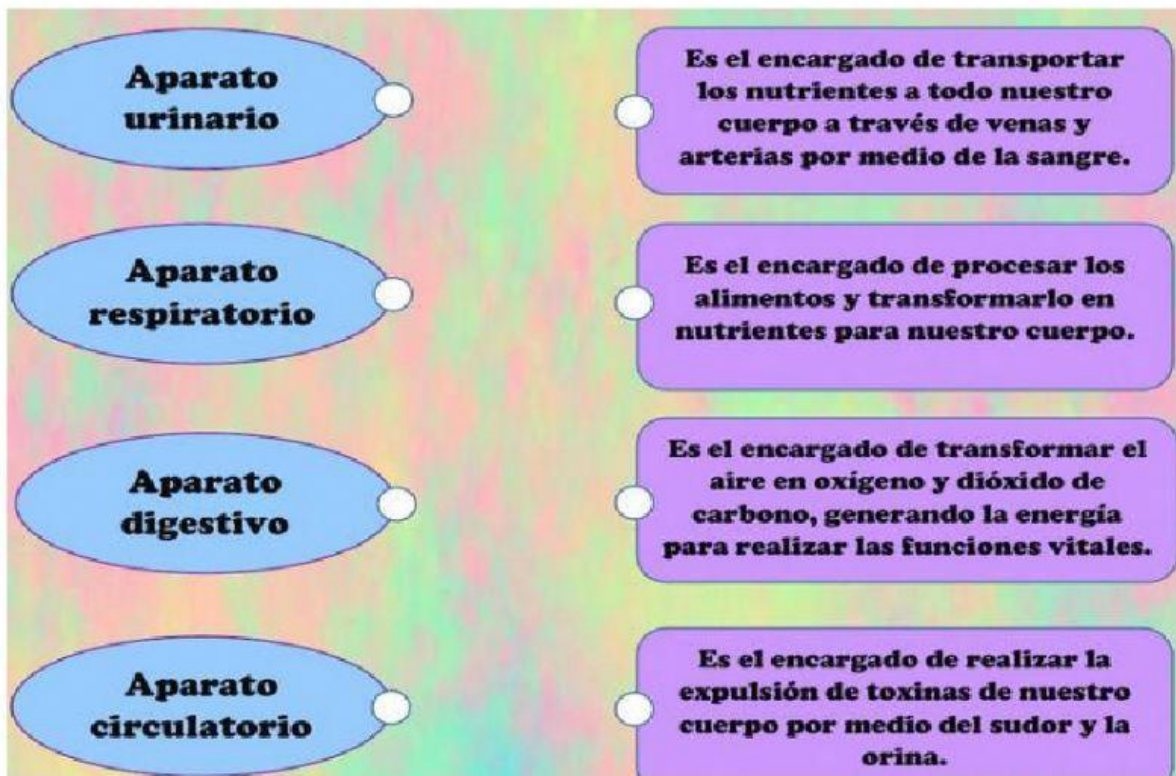 Aparato
urinario
Es el encargado de transportar
los nutrientes a todo nuestro
cuerpo a través de venas y
arterias por medio de la sangre.
Aparato
respiratorio
Es el encargado de procesar los
alimentos y transformarlo en
nutrientes para nuestro cuerpo.
Aparato
digestivo
Es el encargado de transformar el
aire en oxígeno y dióxido de
carbono, generando la energía
para realizar las funciones vitales.
Aparato
circulatorio
Es el encargado de realizar la
expulsión de toxinas de nuestro
cuerpo por medio del sudor y la
orina.